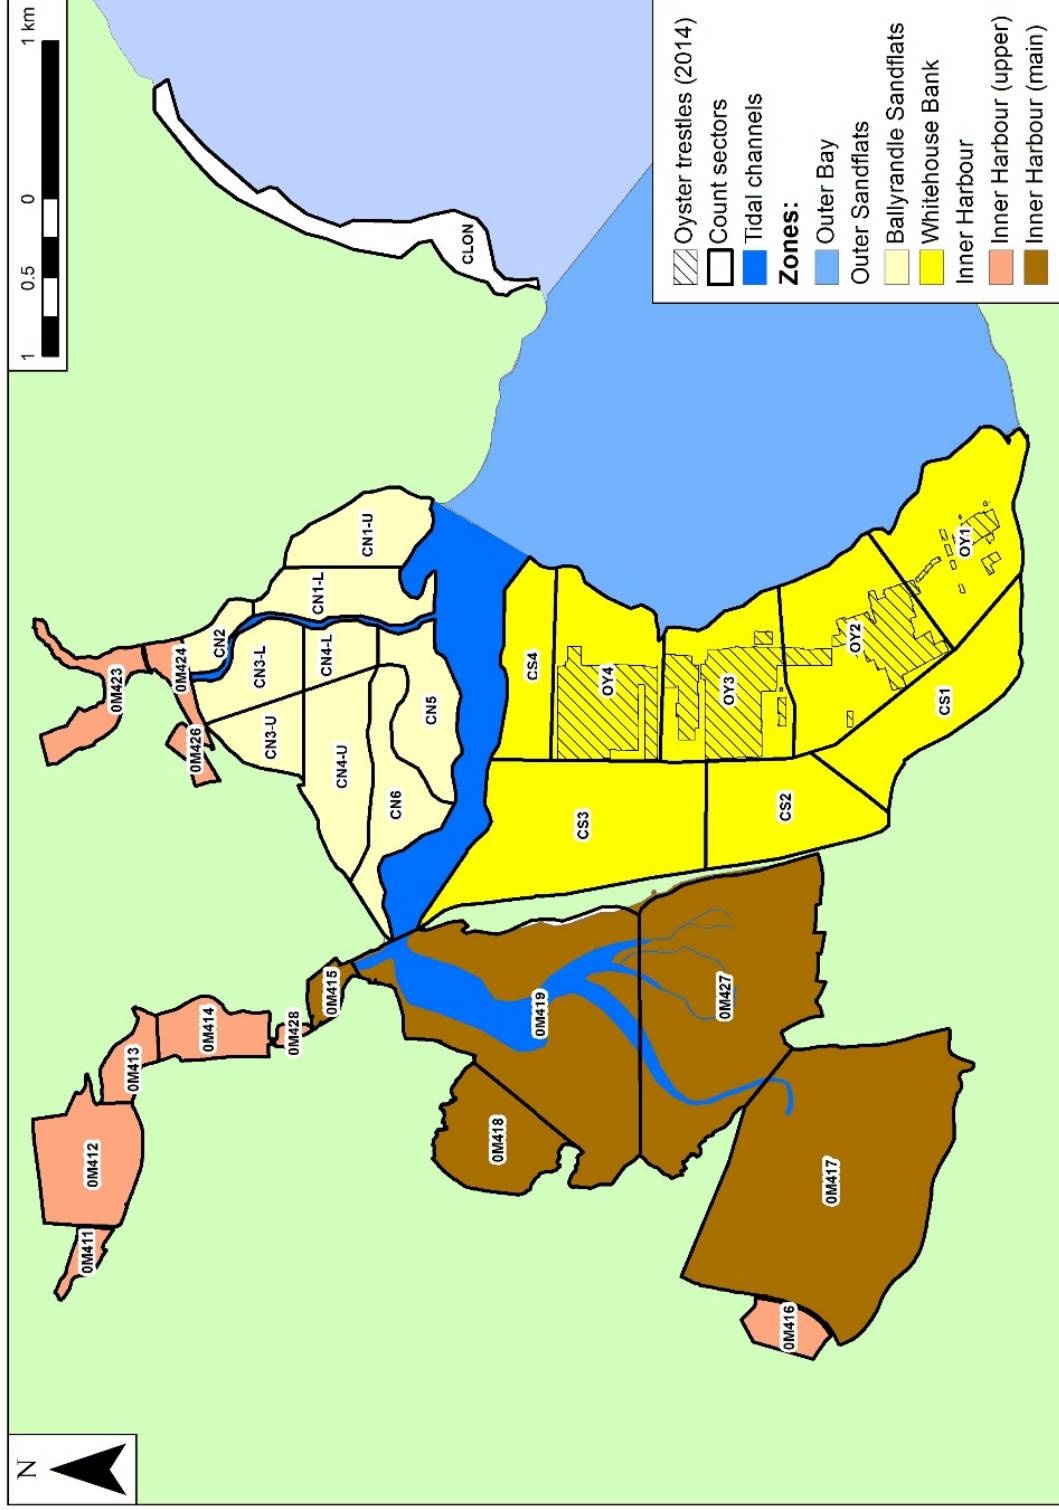 N
1 0.5 0 1 km
0M411
0M412
0M413
0M414
0M428
0M415
0M423
0M424
0M426
CN2
CN3-L
CN3-U
CN1-L
CN1-U
CN4-L
CN4-U
CN5
CN6
CLON
0M418
0M419
0M427
0M417
0M416
CS4
CS3
CS2
CS1
OY4
OY3
OY2
OY1
Oyster trestles (2014)
Count sectors
Tidal channels
Zones:
Outer Bay
Outer Sandflats
Ballyrandle Sandflats
Whitehouse Bank
Inner Harbour
Inner Harbour (upper)
Inner Harbour (main)